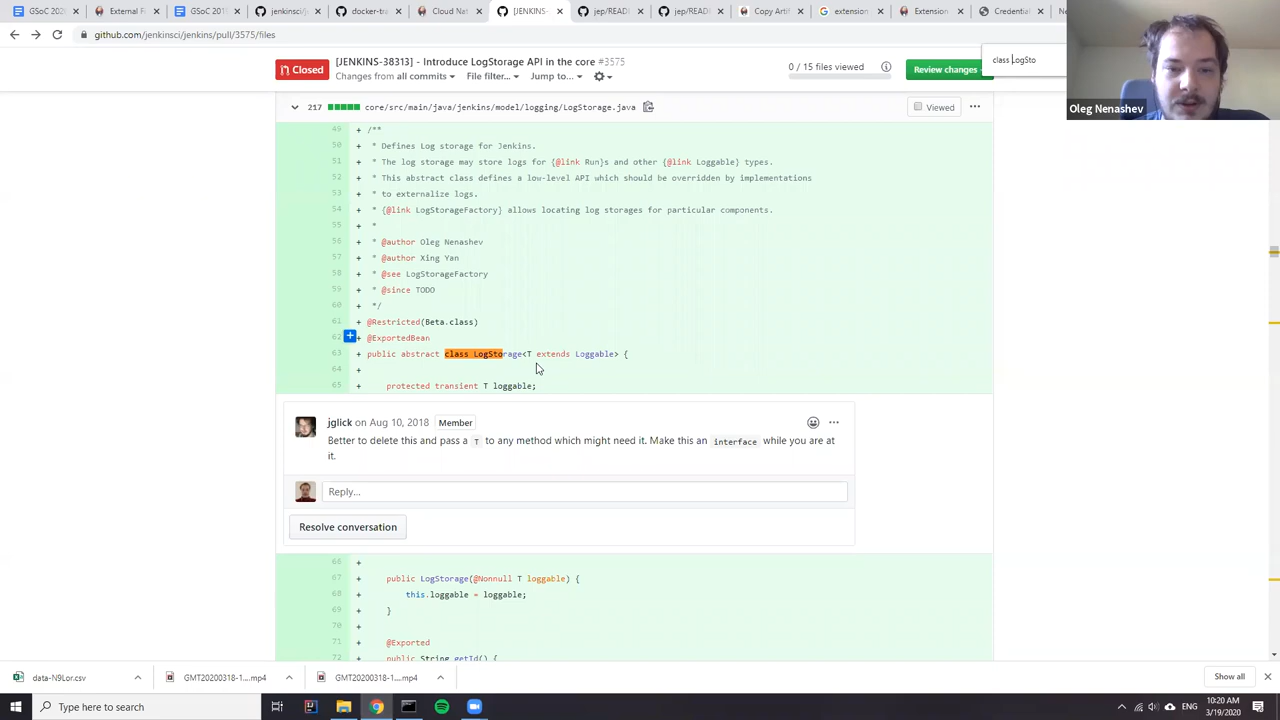 GSoC 202
External R
GSoC 201
jenkinsci/j
docker-tra
Cloud Nat
[JENKINS-
jep/READ
jep/READ
Copy Artif
extension
Extension
Credential
github.com/jenkinsci/jenkins/pull/3575/files
Closed
[JENKINS-38313] - Introduce LogStorage API in the core #3575
Changes from all commits
File filter...
Jump to...
0 / 15 files viewed
Review changes
class LogSto
Oleg Nenashev
217 core/src/main/java/jenkins/model/logging/LogStorage.java
Viewed
49 + /**
50 + * Defines Log storage for Jenkins.
51 + * The log storage may store logs for {@link Run}s and other {@link Loggable} types.
52 + * This abstract class defines a low-level API which should be overridden by implementations
53 + to externalize logs.
54 + * {@link LogStorageFactory} allows locating log storages for particular components.
55 + *
56 + * @author Oleg Nenashev
57 + * @author Xing Yan
58 + * @see LogStorageFactory
59 + * @since TODO
60 + */
61 + @Restricted(Beta.class)
62 + @ExportedBean
63 + public abstract class LogStorage<T extends Loggable> {
64 +
65 + protected transient T loggable;
jglick on Aug 10, 2018 Member
Better to delete this and pass a T to any method which might need it. Make this an interface while you are at
it.
Reply...
Resolve conversation
66 +
67 + public LogStorage(@Nonnull T loggable) {
68 + this.loggable = loggable;
69 + }
70 +
71 + @Exported
72 + public String getId() {
data-N9Lor.csv
GMT20200318-1....mp4
GMT20200318-1....mp4
Show all
Type here to search
ENG
10:20 AM
3/19/2020